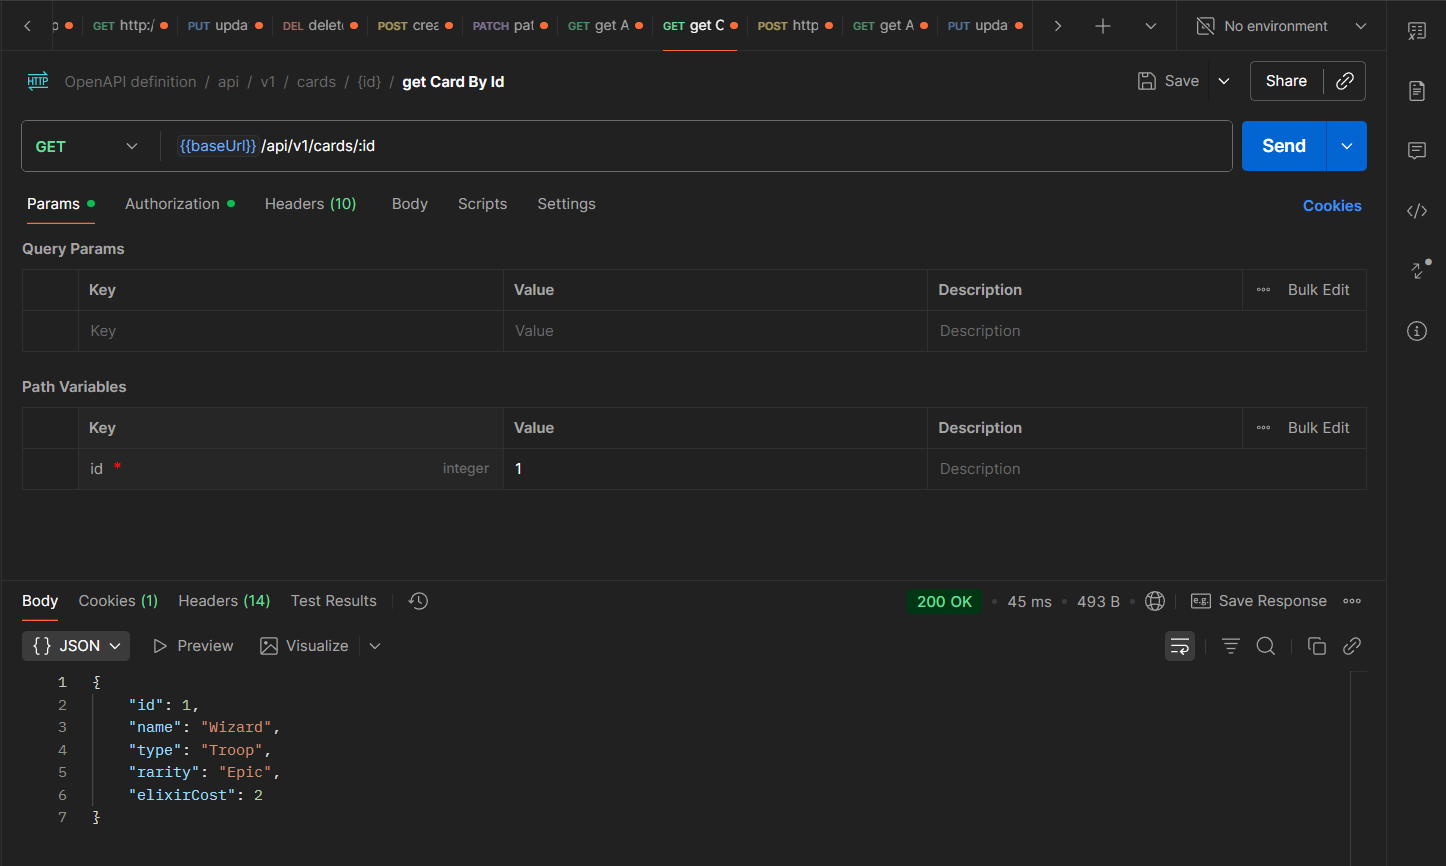 p GET http:/ PUT upda DEL delet POST crea PATCH pat GET get A GET get C POST http GET get A PUT upda No environment
HTTP OpenAPI definition / api / v1 / cards / {id} / get Card By Id Save Share
GET {{baseUrl}} /api/v1/cards/:id Send
Params Authorization Headers (10) Body Scripts Settings Cookies
Query Params
Key Value Description Bulk Edit
Key Value Description
Path Variables
Key Value Description Bulk Edit
id * integer 1 Description
Body Cookies (1) Headers (14) Test Results 200 OK 45 ms 493 B e.g. Save Response
{} JSON Preview Visualize
1 {
2 "id": 1,
3 "name": "Wizard",
4 "type": "Troop",
5 "rarity": "Epic",
6 "elixirCost": 2
7 }